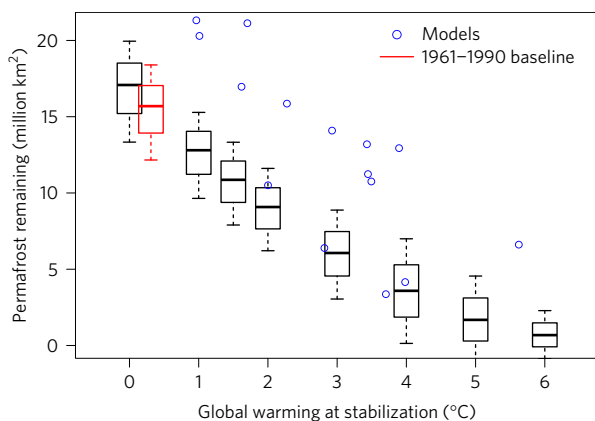 Permafrost remaining (million km²)
20
15
10
5
0
Models
1961–1990 baseline
0 1 2 3 4 5 6
Global warming at stabilization (°C)